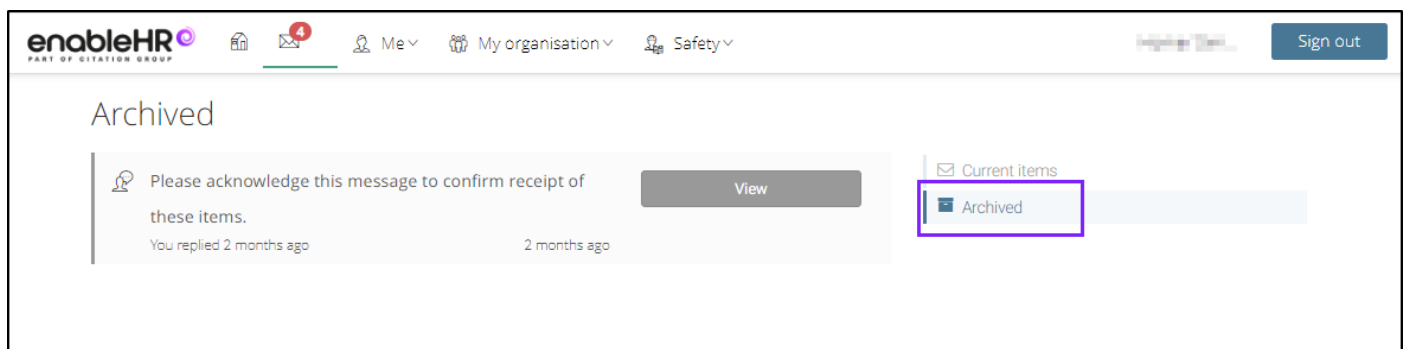 enableHR
PART OF CITATION GROUP
4
Me
My organisation
Safety
Sign out
Archived
Please acknowledge this message to confirm receipt of
these items.
View
You replied 2 months ago
2 months ago
Current items
Archived